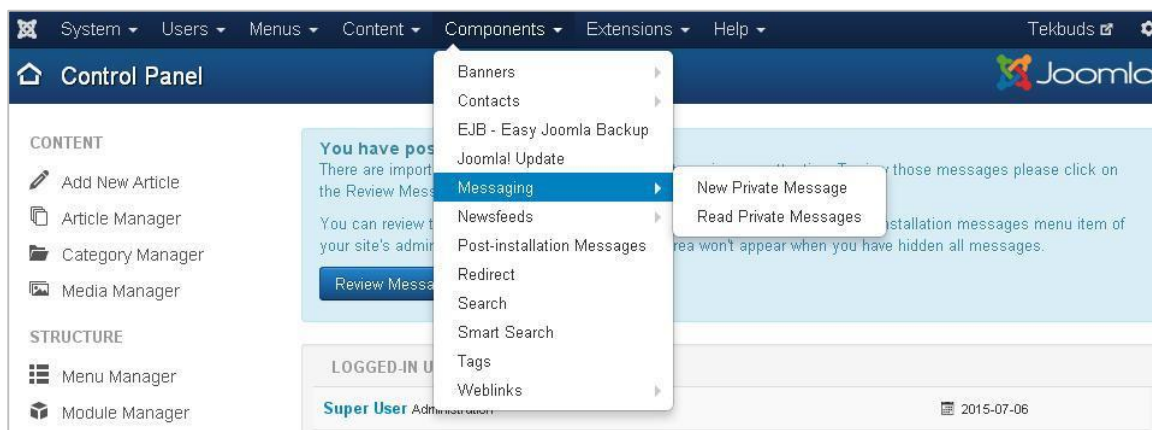 System Users Menus Content Components Extensions Help Tekbuds
Control Panel Joomla
CONTENT
Add New Article
Article Manager
Category Manager
Media Manager
STRUCTURE
Menu Manager
Module Manager
Banners
Contacts
EJB - Easy Joomla Backup
Joomla! Update
Messaging
Newsfeeds
Post-installation Messages
Redirect
Search
Smart Search
Tags
Weblinks
New Private Message
Read Private Messages
You have pos
There are import those messages please click on
the Review Mess
You can review t stallation messages menu item of
your site's admin rea won't appear when you have hidden all messages.
Review Messa
LOGGED-IN U
Super User Administration 2015-07-06